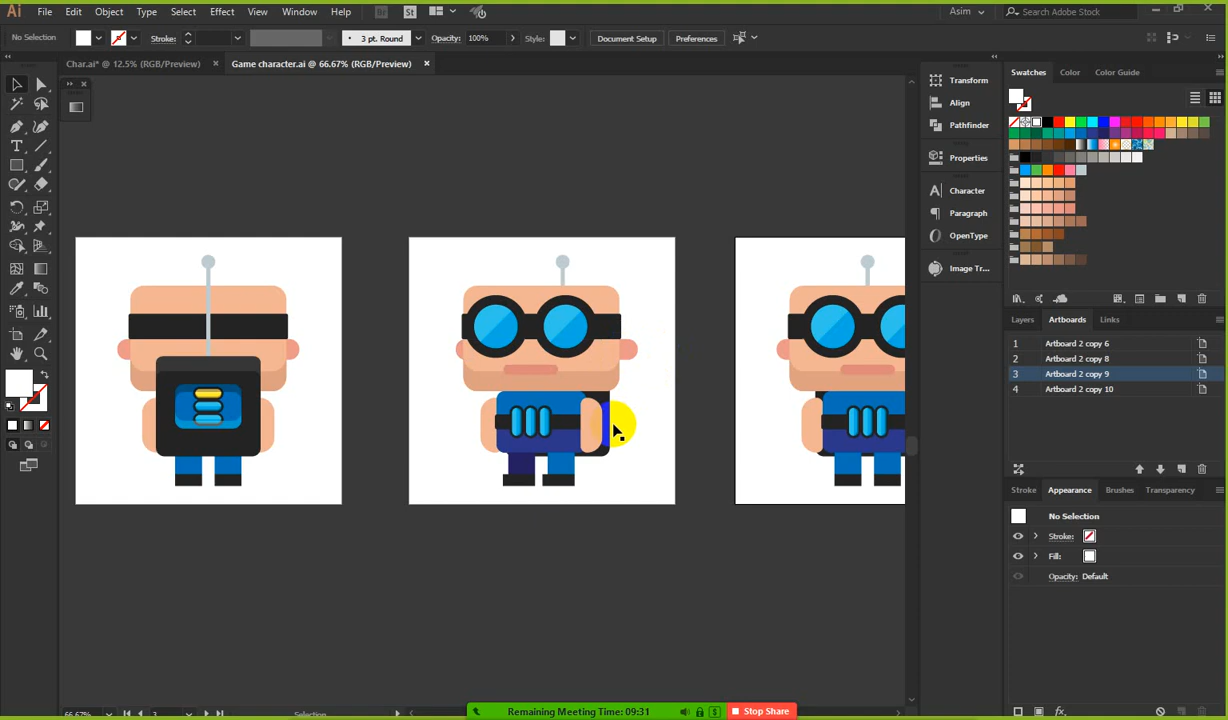 Ai File Edit Object Type Select Effect View Window Help Br St Asim Search Adobe Stock
No Selection Stroke: 3 pt. Round Opacity: 100% Style: Document Setup Preferences
Char.ai* @ 12.5% (RGB/Preview) × Game character.ai @ 66.67% (RGB/Preview) ×
Transform
Align
Pathfinder
Properties
Character
Paragraph
OpenType
Image Tr...
Swatches Color Color Guide
Layers Artboards Links
1 Artboard 2 copy 6
2 Artboard 2 copy 8
3 Artboard 2 copy 9
4 Artboard 2 copy 10
Stroke Appearance Brushes Transparency
No Selection
Stroke:
Fill:
Opacity: Default
66.67% 3 Selection
Remaining Meeting Time: 09:31 Stop Share